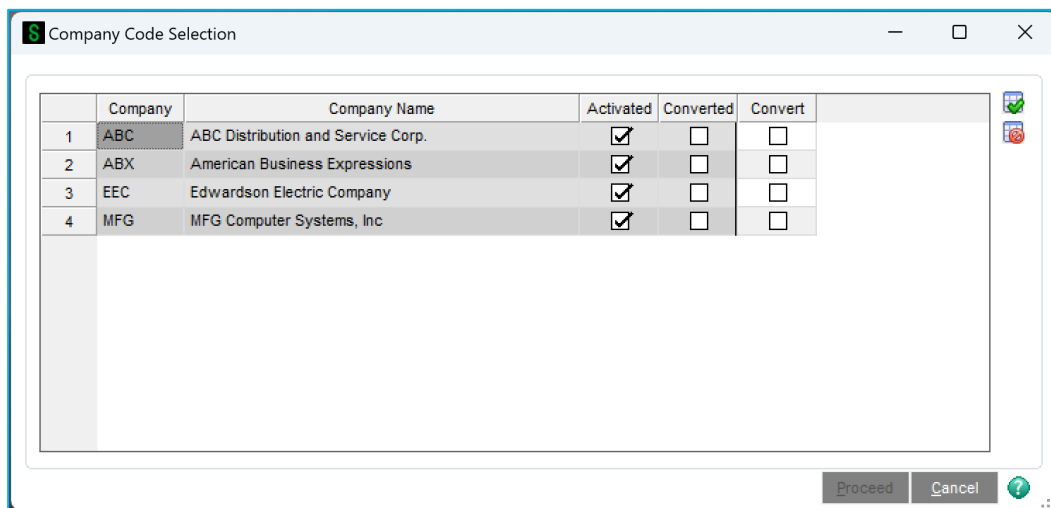 Company Code Selection
Company Company Name Activated Converted Convert
1 ABC ABC Distribution and Service Corp.
2 ABX American Business Expressions
3 EEC Edwardson Electric Company
4 MFG MFG Computer Systems, Inc
Proceed Cancel ?